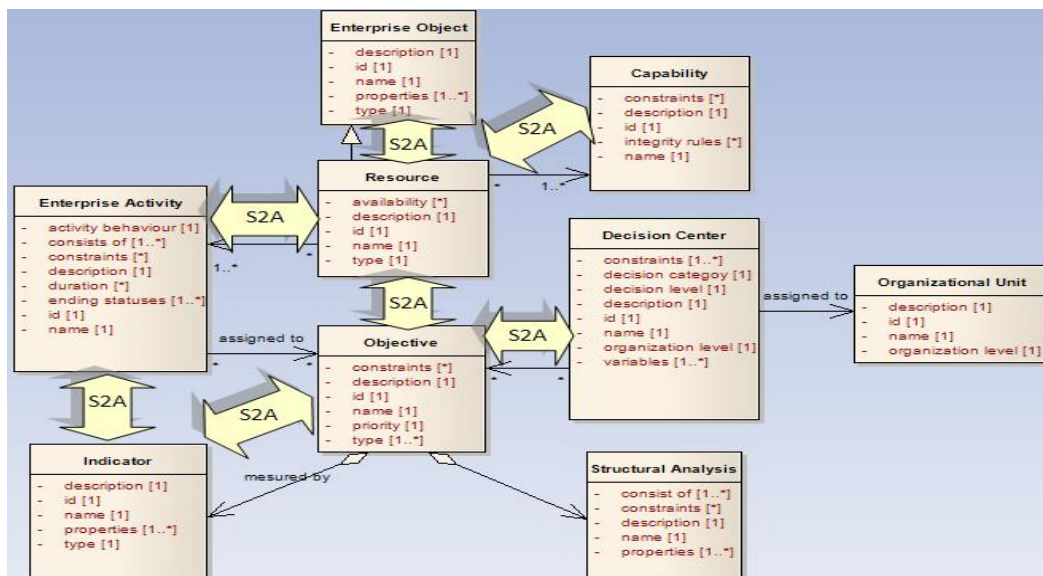 Enterprise Object
- description [1]
- id [1]
- name [1]
- properties [1..*]
- type [1]
S2A
S2A
Capability
- constraints [*]
- description [1]
- id [1]
- integrity rules [*]
- name [1]
* 1..*
Resource
- availability [*]
- description [1]
- id [1]
- name [1]
- type [1]
S2A
1..* *
Enterprise Activity
- activity behaviour [1]
- consists of [1..*]
- constraints [*]
- description [1]
- duration [*]
- ending statuses [1..*]
- id [1]
- name [1]
S2A
Decision Center
- constraints [1..*]
- decision categoy [1]
- decision level [1]
- description [1]
- id [1]
- name [1]
- organization level [1]
- variables [1..*]
S2A
* *
assigned to
Organizational Unit
- description [1]
- id [1]
- name [1]
- organization level [1]
assigned to
* *
Objective
- constraints [*]
- description [1]
- id [1]
- name [1]
- priority [1]
- type [1..*]
S2A
S2A
mesured by
Indicator
- description [1]
- id [1]
- name [1]
- properties [1..*]
- type [1]
Structural Analysis
- consist of [1..*]
- constraints [*]
- description [1]
- name [1]
- properties [1..*]